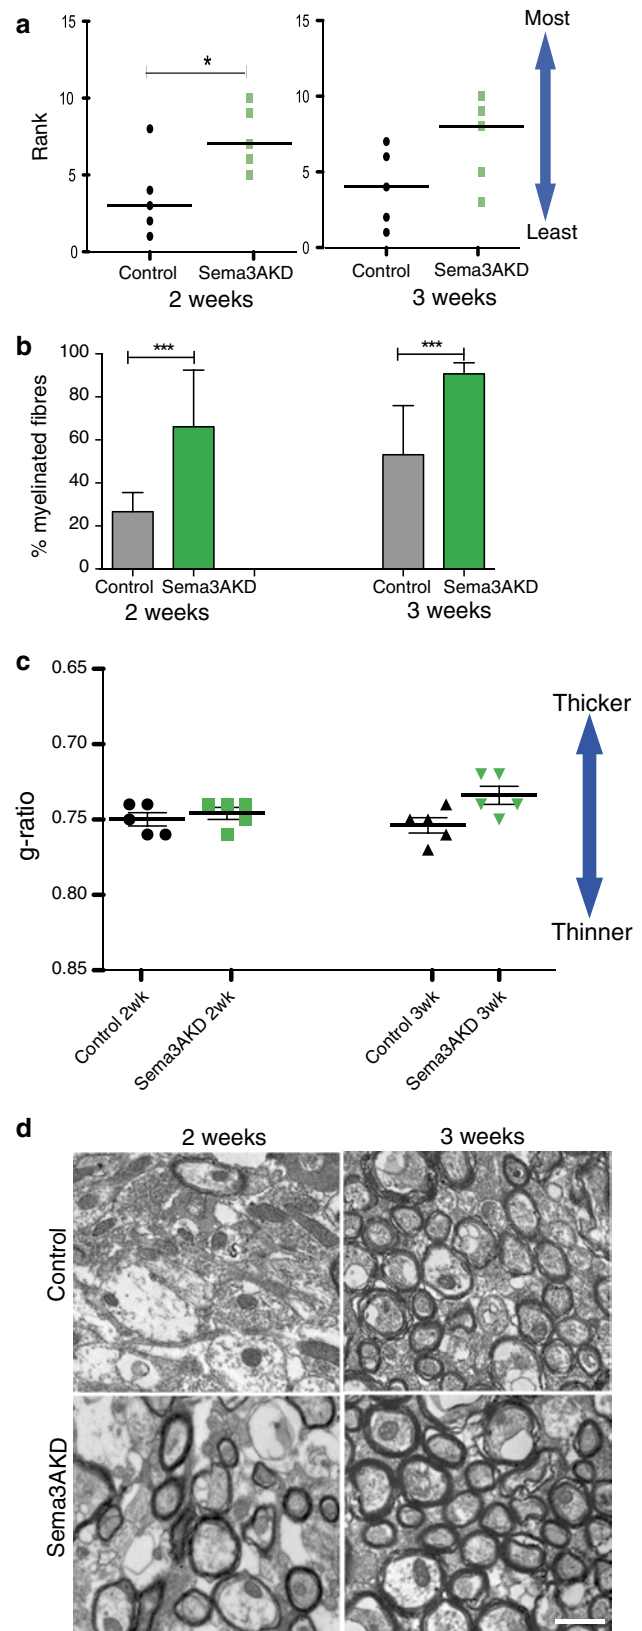 a
15
10
5
0
Rank
*
Control
Sema3AKD
2 weeks
15
10
5
0
Control
Sema3AKD
3 weeks
Most
Least
b
100
80
60
40
20
0
% myelinated fibres
***
***
Control
Sema3AKD
2 weeks
Control
Sema3AKD
3 weeks
c
0.65
0.70
0.75
0.80
0.85
g-ratio
Thicker
Thinner
Control 2wk
Sema3AKD 2wk
Control 3wk
Sema3AKD 3wk
d
2 weeks
3 weeks
Control
Sema3AKD